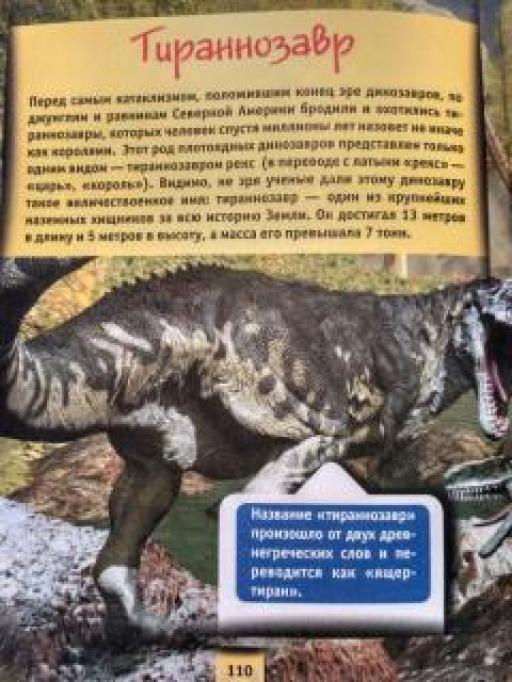 Тираннозавр
Перед самым катаклизмом, положившим конец эре динозавров, по
джунглям и равнинам Северной Америки бродили и охотились ти-
раннозавры, которых человек спустя миллионы лет назовет не иначе
как королями. Этот род плотоядных динозавров представлен только
одним видом — тираннозавром рекс (в переводе с латыни «рекс» —
«царь», «король»). Видимо, не зря ученые дали этому динозавру
такое величественное имя: тираннозавр — один из крупнейших
наземных хищников за всю историю Земли. Он достигал 13 метров
в длину и 5 метров в высоту, а масса его превышала 7 тонн.
Название «тираннозавр»
произошло от двух древ-
негреческих слов и пе-
реводится как «ящер-
тиран».
110